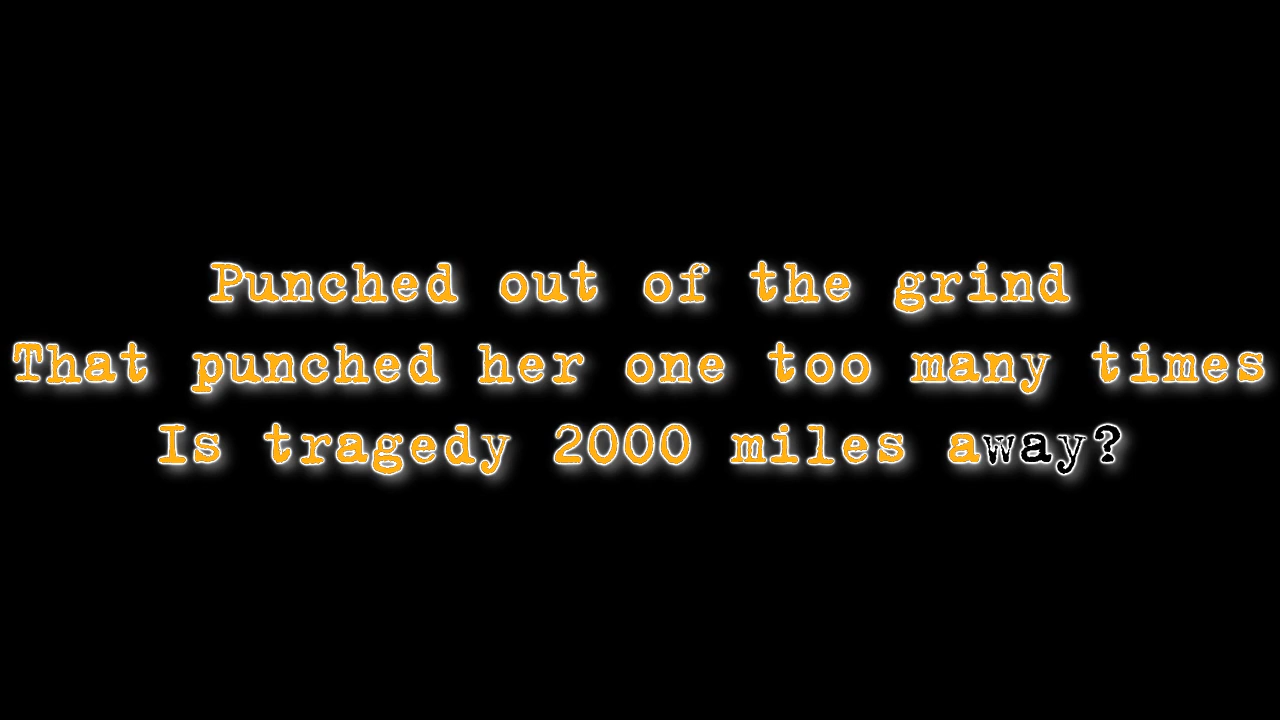 Punched out of the grind
That punched her one too many times
Is tragedy 2000 miles away?